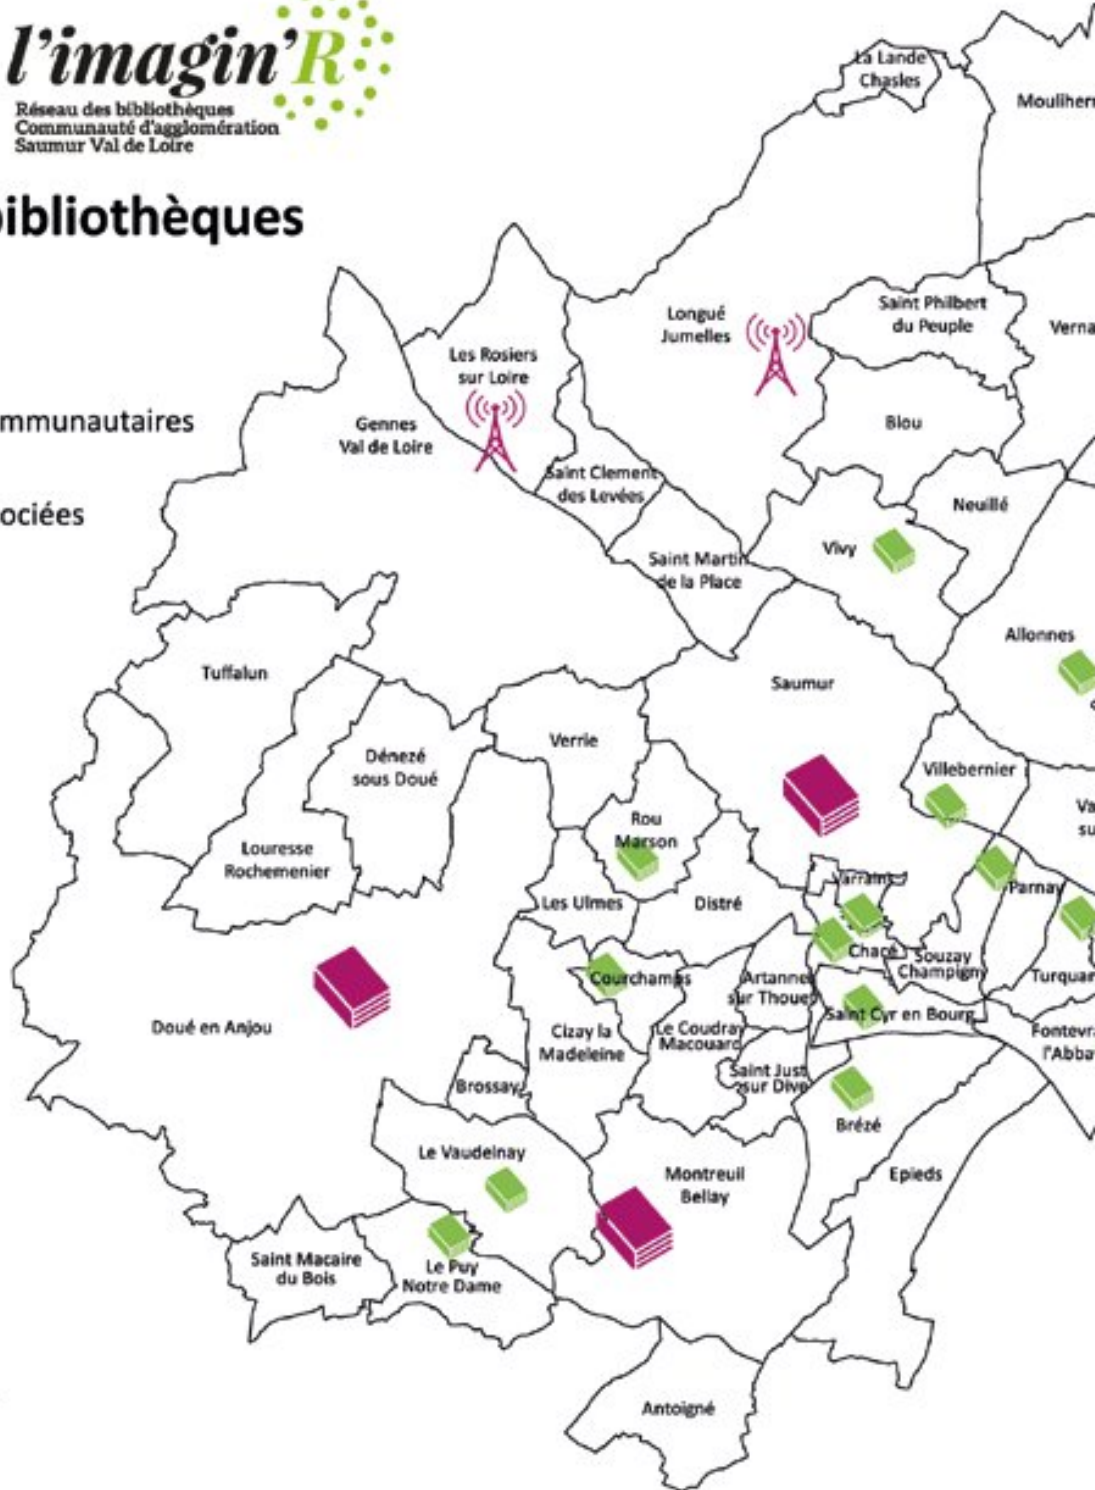 l'imagin'R
Réseau des bibliothèques
Communauté d'agglomération
Saumur Val de Loire
bibliothèques
mmunautaires
ociées
La Lande
Chasles
Moulihern
Longué
Jumelles
Saint Philbert
du Peuple
Verna
Les Rosiers
sur Loire
Gennes
Val de Loire
Blou
Saint Clement
des Levées
Neuillé
Vivy
Saint Martin
de la Place
Allonnes
Tuffalun
Saumur
Verrie
Dénezé
sous Doué
Villebernier
Va
su
Rou
Marson
Louresse
Rochemenier
Varrains
Parnay
Les Ulmes
Distré
Chacé
Souzay
Champigny
Turquan
Courchamps
Artannes
sur Thouet
Saint Cyr en Bourg
Doué en Anjou
Cizay la
Madeleine
Le Coudray
Macouard
Fontevra
l'Abba
Brossay
Saint Just
sur Dive
Brézé
Le Vaudelnay
Montreuil
Bellay
Epieds
Saint Macaire
du Bois
Le Puy
Notre Dame
Antoigné